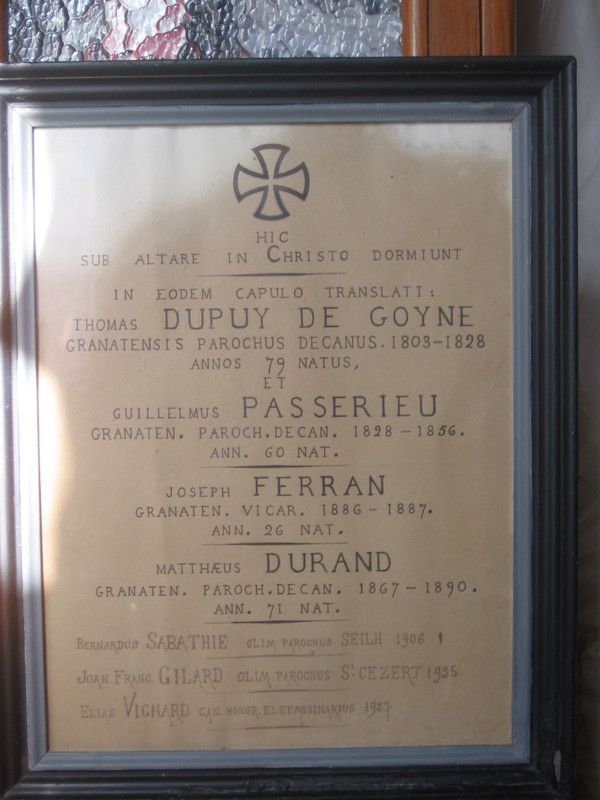 HIC
SUB ALTARE IN CHRISTO DORMIUNT
IN EODEM CAPULO TRANSLATI:
THOMAS DUPUY DE GOYNE
GRANATENSIS PAROCHUS DECANUS. 1803-1828
ANNOS 79 NATUS,
ET
GUILLELMUS PASSERIEU
GRANATEN. PAROCH. DECAN. 1828-1856.
ANN. 60 NAT.
JOSEPH FERRAN
GRANATEN. VICAR. 1886-1887.
ANN. 26 NAT.
MATTHÆUS DURAND
GRANATEN. PAROCH. DECAN. 1867-1890.
ANN. 71 NAT.
BERNARDUS SABATHIE OLIM PAROCHUS SEILH 1906
JOAN. FRANC GILARD OLIM PAROCHUS ST CEZERT 1925
ELIAS VIGNARD CAN. HONOR. ELEEMOSINARIUS 1927